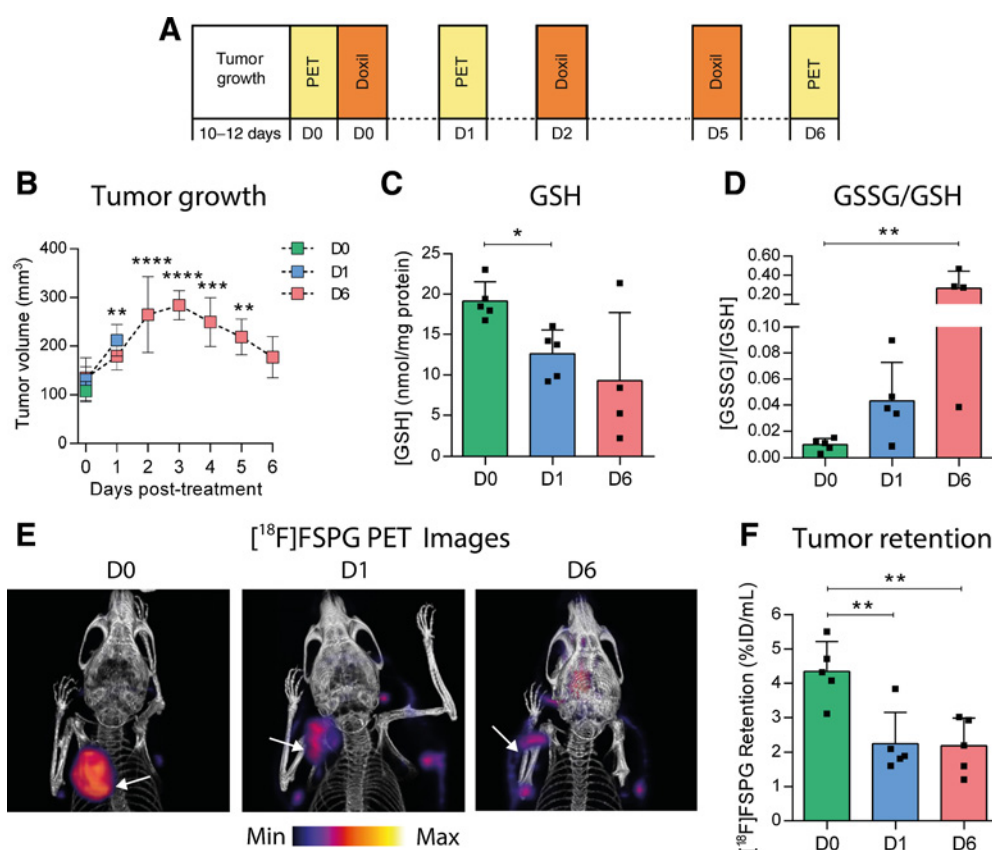 A
Tumor growth
PET
Doxil
PET
Doxil
Doxil
PET
10–12 days D0 D0 D1 D2 D5 D6
B Tumor growth
Tumor volume (mm³)
400
300
200
100
0
** **** **** *** **
0 1 2 3 4 5 6
Days post-treatment
D0
D1
D6
C GSH
[GSH] (nmol/mg protein)
25
20
15
10
5
0
*
D0 D1 D6
D GSSG/GSH
[GSSG]/[GSH]
0.60
0.40
0.20
0.10
0.08
0.06
0.04
0.02
0.00
**
D0 D1 D6
E [¹⁸F]FSPG PET Images
D0 D1 D6
Min Max
F Tumor retention
[¹⁸F]FSPG Retention (%ID/mL)
6
5
4
3
2
1
0
**
**
D0 D1 D6